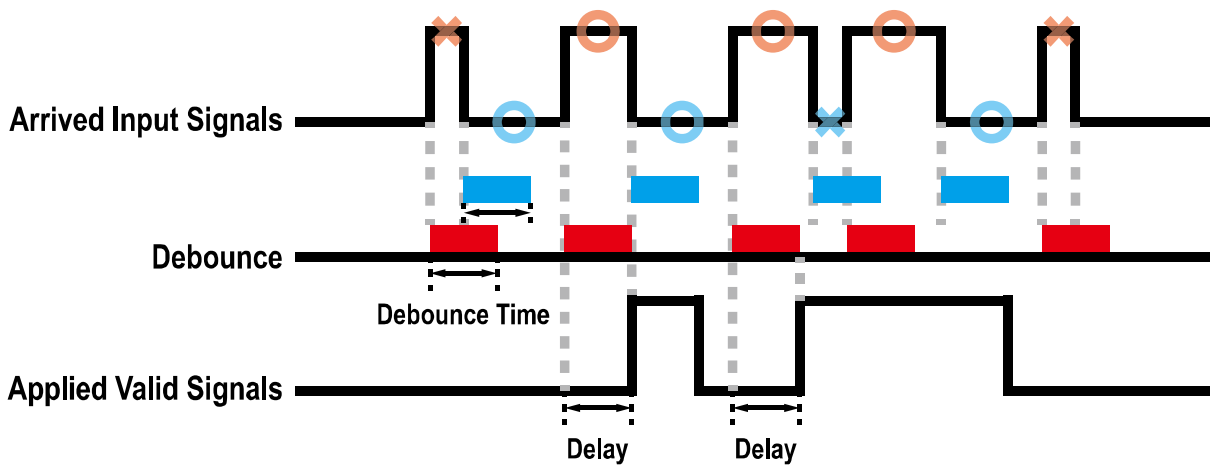 Arrived Input Signals
Debounce
Debounce Time
Applied Valid Signals
Delay
Delay